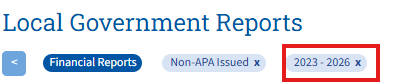 Local Government Reports
< Financial Reports Non-APA Issued x 2023 - 2026 x